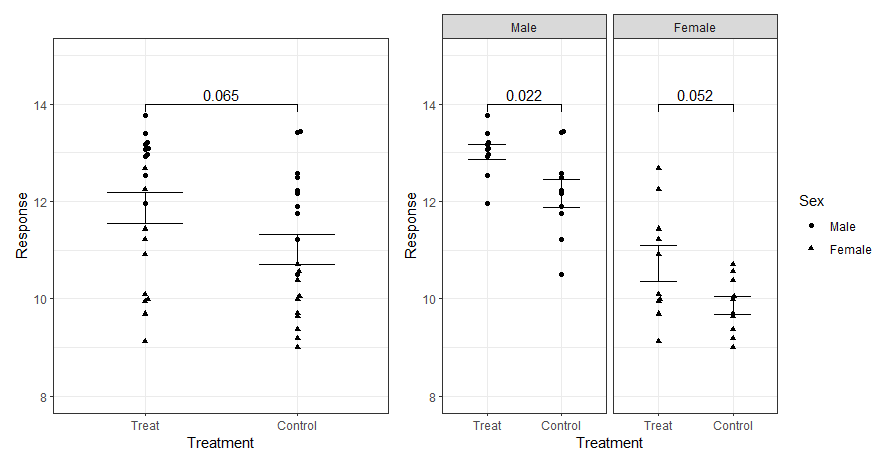 Response
14
12
10
8
0.065
Treat
Control
Treatment
Response
14
12
10
8
Male
Female
0.022
0.052
Treat
Control
Treat
Control
Treatment
Sex
Male
Female